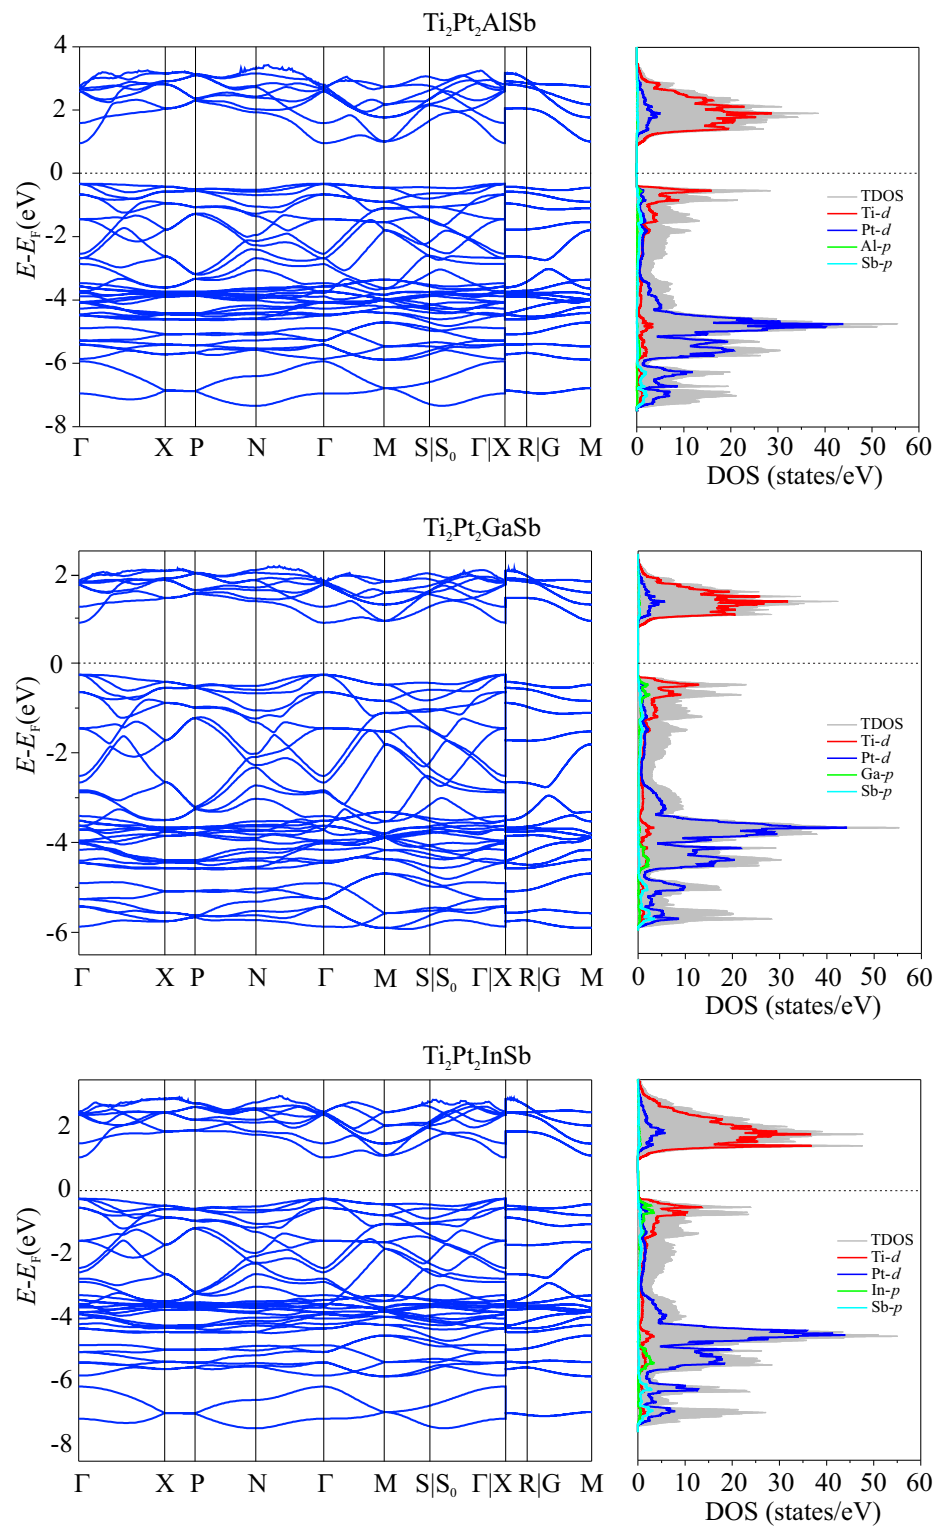 Ti₂Pt₂AlSb
4
2
0
-2
-4
-6
-8
E-E_F(eV)
Γ X P N Γ M S|S₀ Γ|X R|G M
TDOS
Ti-d
Pt-d
Al-p
Sb-p
0 10 20 30 40 50 60
DOS (states/eV)
Ti₂Pt₂GaSb
2
0
-2
-4
-6
E-E_F(eV)
Γ X P N Γ M S|S₀ Γ|X R|G M
TDOS
Ti-d
Pt-d
Ga-p
Sb-p
0 10 20 30 40 50 60
DOS (states/eV)
Ti₂Pt₂InSb
2
0
-2
-4
-6
-8
E-E_F(eV)
Γ X P N Γ M S|S₀ Γ|X R|G M
TDOS
Ti-d
Pt-d
In-p
Sb-p
0 10 20 30 40 50 60
DOS (states/eV)